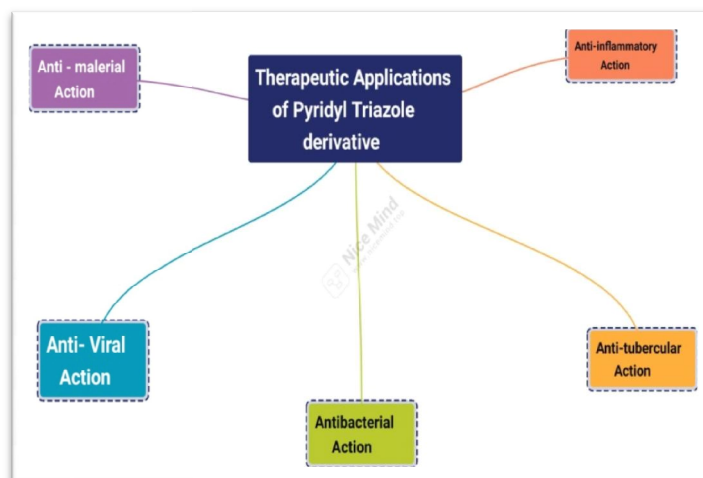 Therapeutic Applications
of Pyridyl Triazole
derivative
Anti - malerial
Action
Anti-inflammatory
Action
Anti- Viral
Action
Antibacterial
Action
Anti-tubercular
Action
Nice Mind